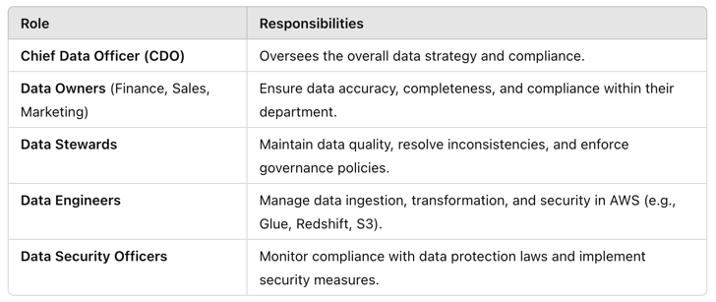 Role Responsibilities
Chief Data Officer (CDO) Oversees the overall data strategy and compliance.
Data Owners (Finance, Sales, Ensure data accuracy, completeness, and compliance within their
Marketing) department.
Data Stewards Maintain data quality, resolve inconsistencies, and enforce
governance policies.
Data Engineers Manage data ingestion, transformation, and security in AWS (e.g.,
Glue, Redshift, S3).
Data Security Officers Monitor compliance with data protection laws and implement
security measures.